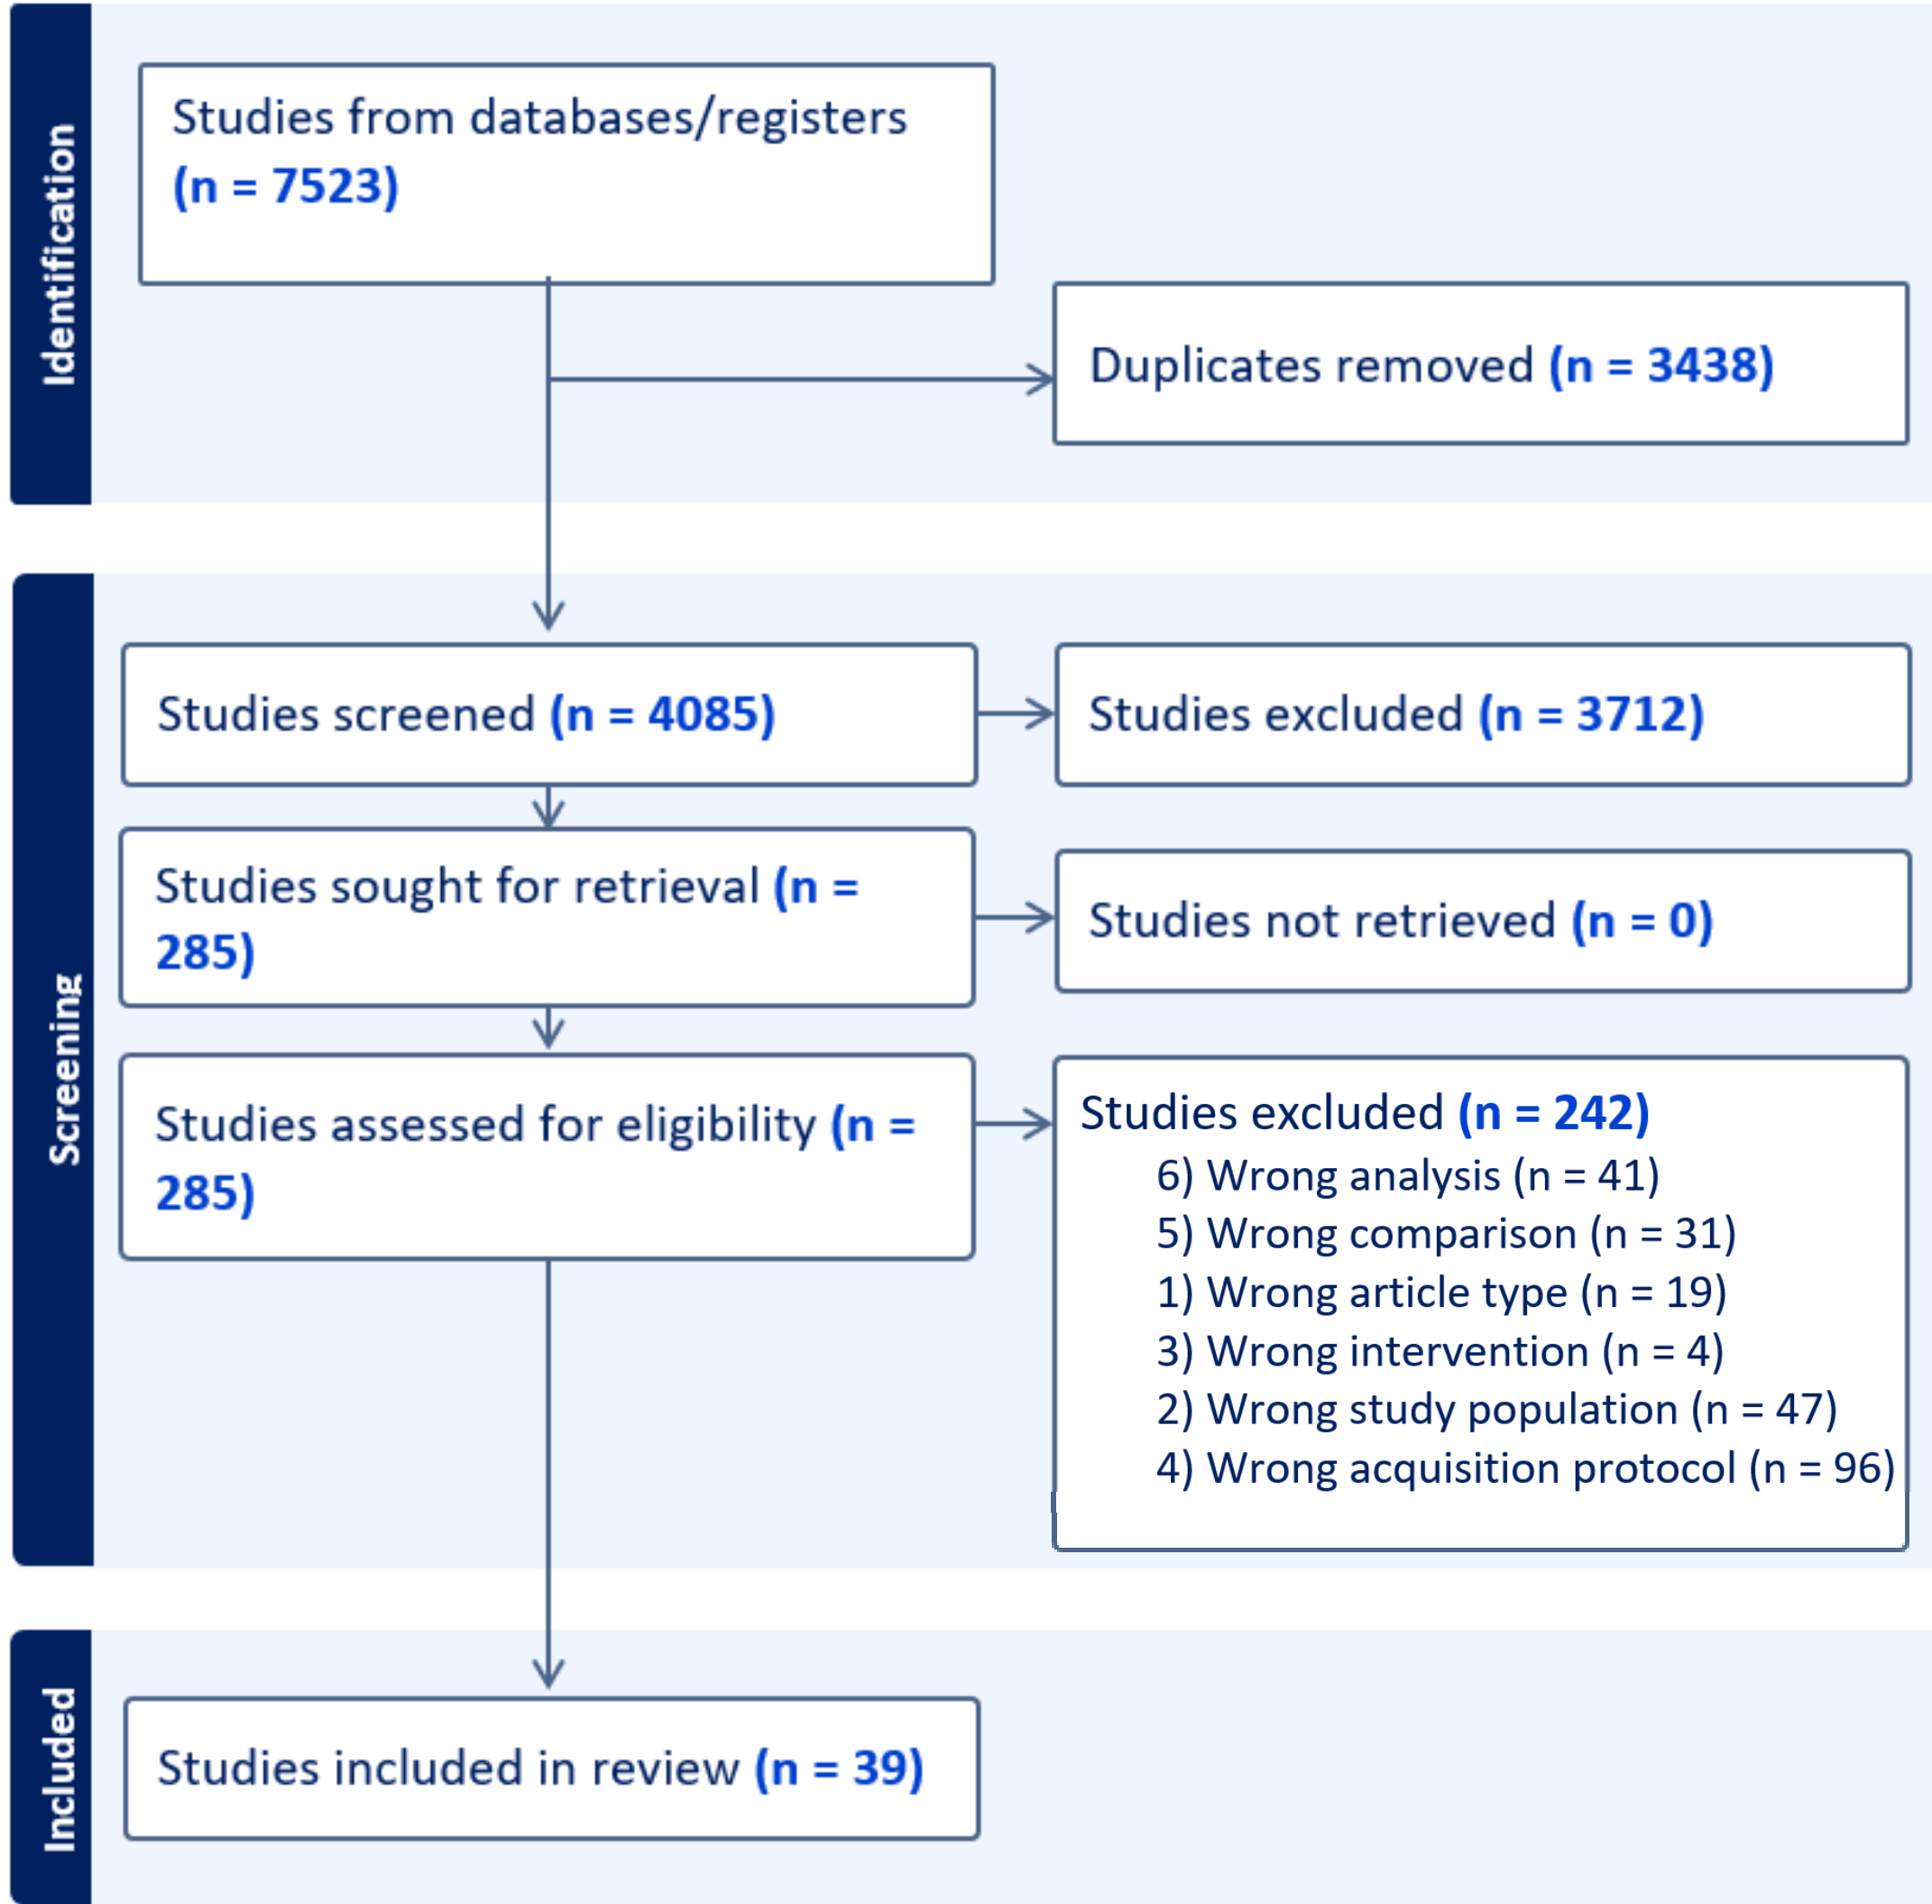 Identification
Studies from databases/registers
(n = 7523)
Duplicates removed (n = 3438)
Screening
Studies screened (n = 4085)
Studies excluded (n = 3712)
Studies sought for retrieval (n =
285)
Studies not retrieved (n = 0)
Studies assessed for eligibility (n =
285)
Studies excluded (n = 242)
6) Wrong analysis (n = 41)
5) Wrong comparison (n = 31)
1) Wrong article type (n = 19)
3) Wrong intervention (n = 4)
2) Wrong study population (n = 47)
4) Wrong acquisition protocol (n = 96)
Included
Studies included in review (n = 39)